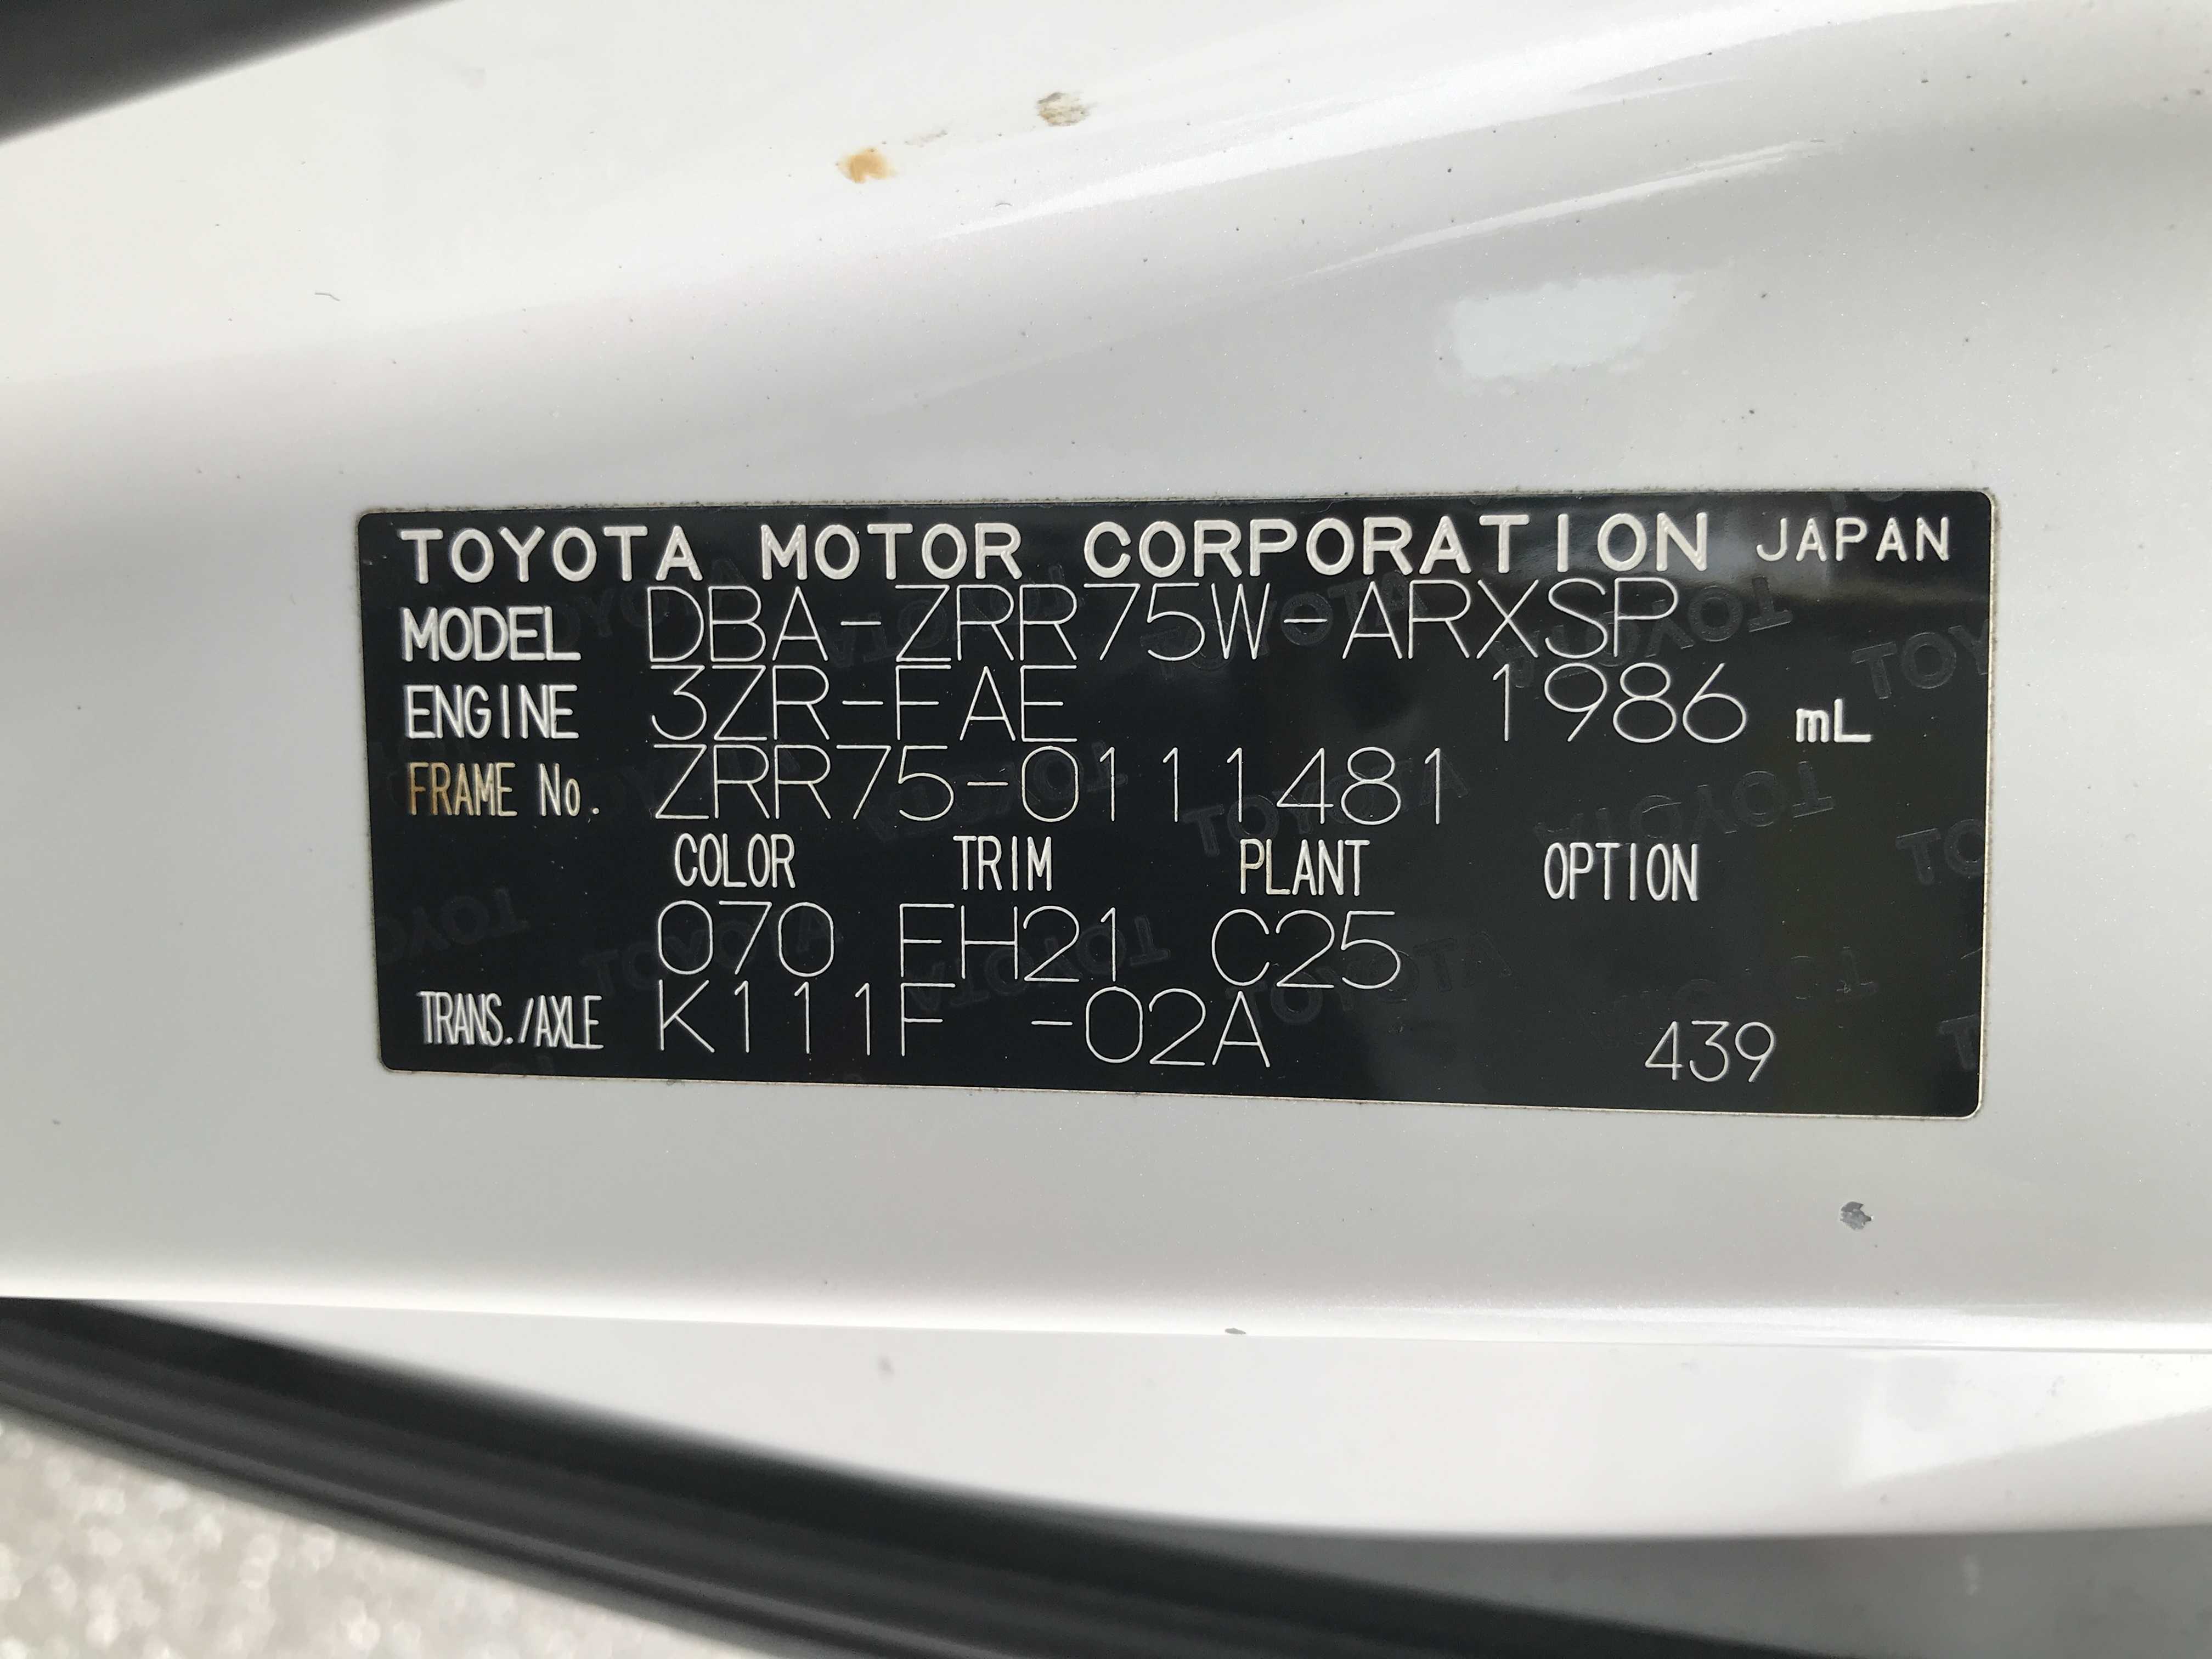 TOYOTA MOTOR CORPORATION JAPAN
MODEL DBA-ZRR75W-ARXSP
ENGINE 3ZR-FAE 1986 mL
FRAME No. ZRR75-0111481
COLOR TRIM PLANT OPTION
070 FH21 C25
TRANS./AXLE K111F -02A 439